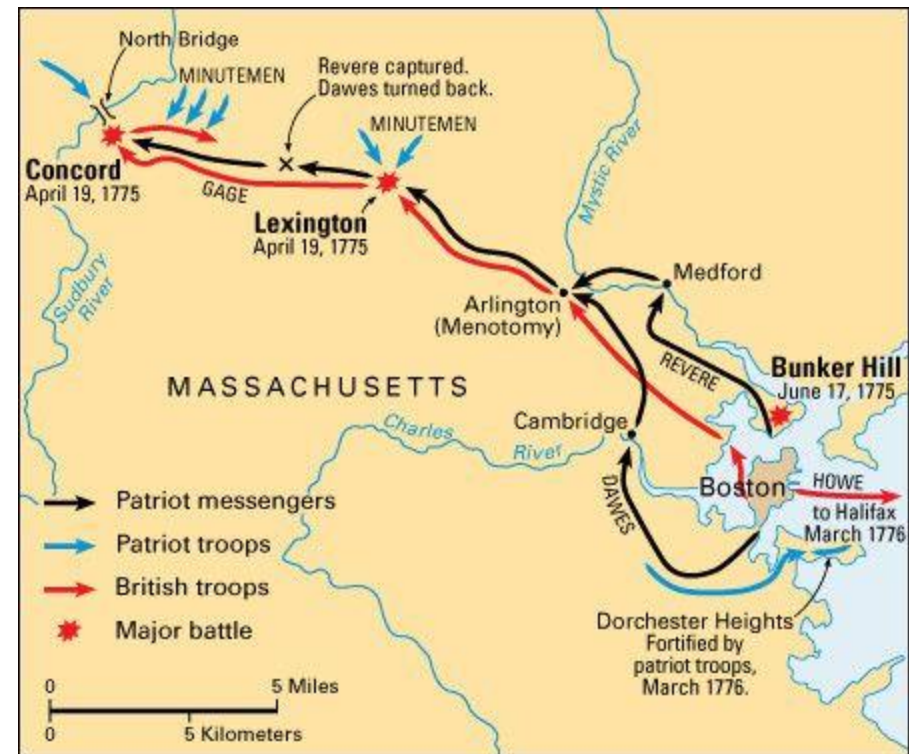 North Bridge
MINUTEMEN
Revere captured.
Dawes turned back.
MINUTEMEN
Concord
April 19, 1775
GAGE
Lexington
April 19, 1775
Mystic River
Medford
Sudbury
River
Arlington
(Menotomy)
REVERE
Bunker Hill
June 17, 1775
MASSACHUSETTS
Cambridge
Charles
River
DAWES
Boston
HOWE
to Halifax
March 1776
Patriot messengers
Patriot troops
British troops
Major battle
Dorchester Heights
Fortified by
patriot troops,
March 1776.
0 5 Miles
0 5 Kilometers